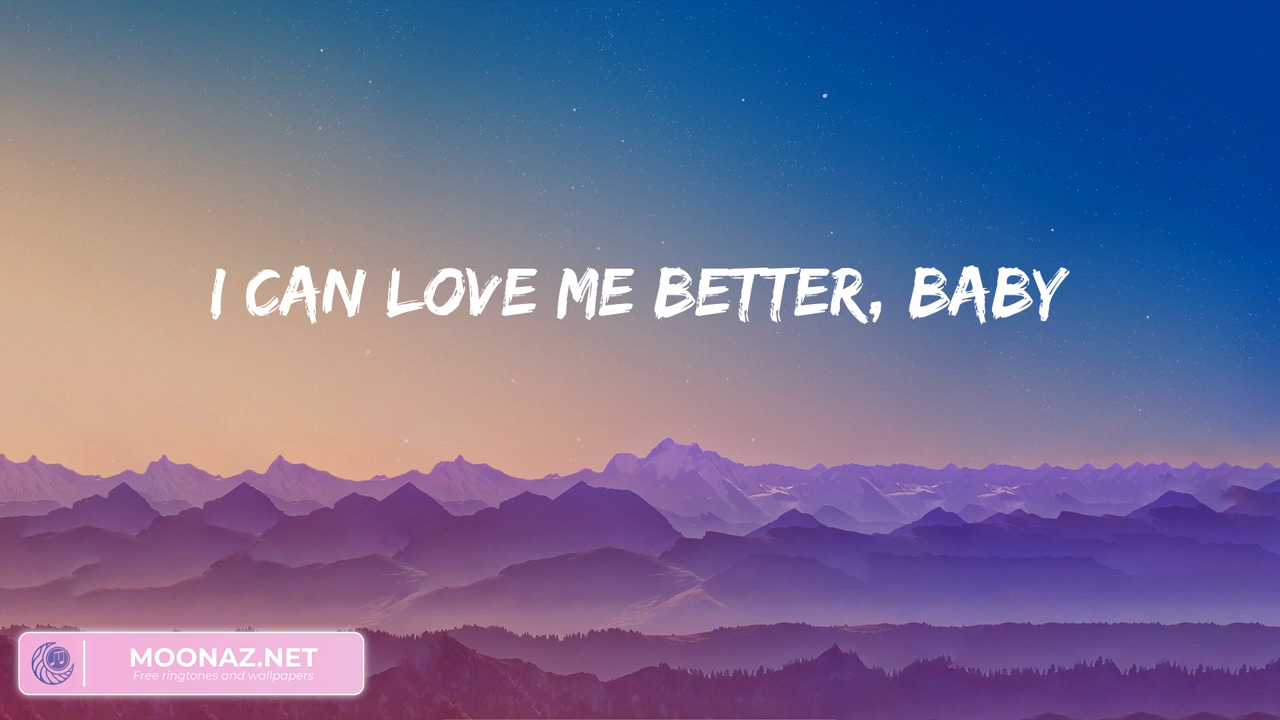 I CAN LOVE ME BETTER, BABY
MOONAZ.NET
Free ringtones and wallpapers